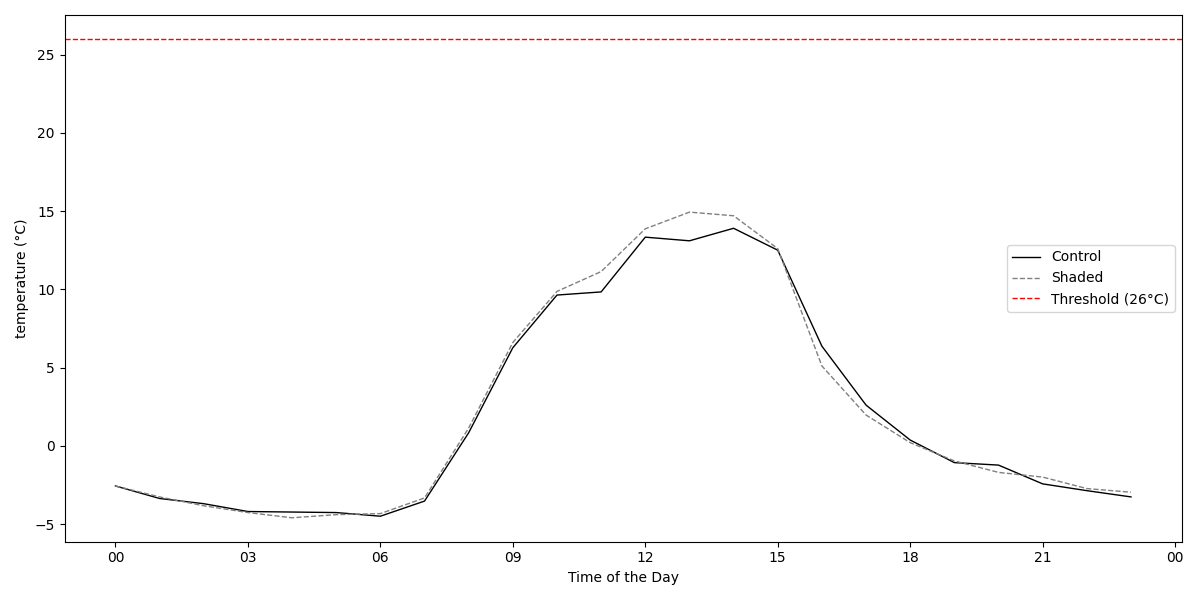 25
20
15
10
5
0
−5
temperature (°C)
Control
Shaded
Threshold (26°C)
00 03 06 09 12 15 18 21 00
Time of the Day